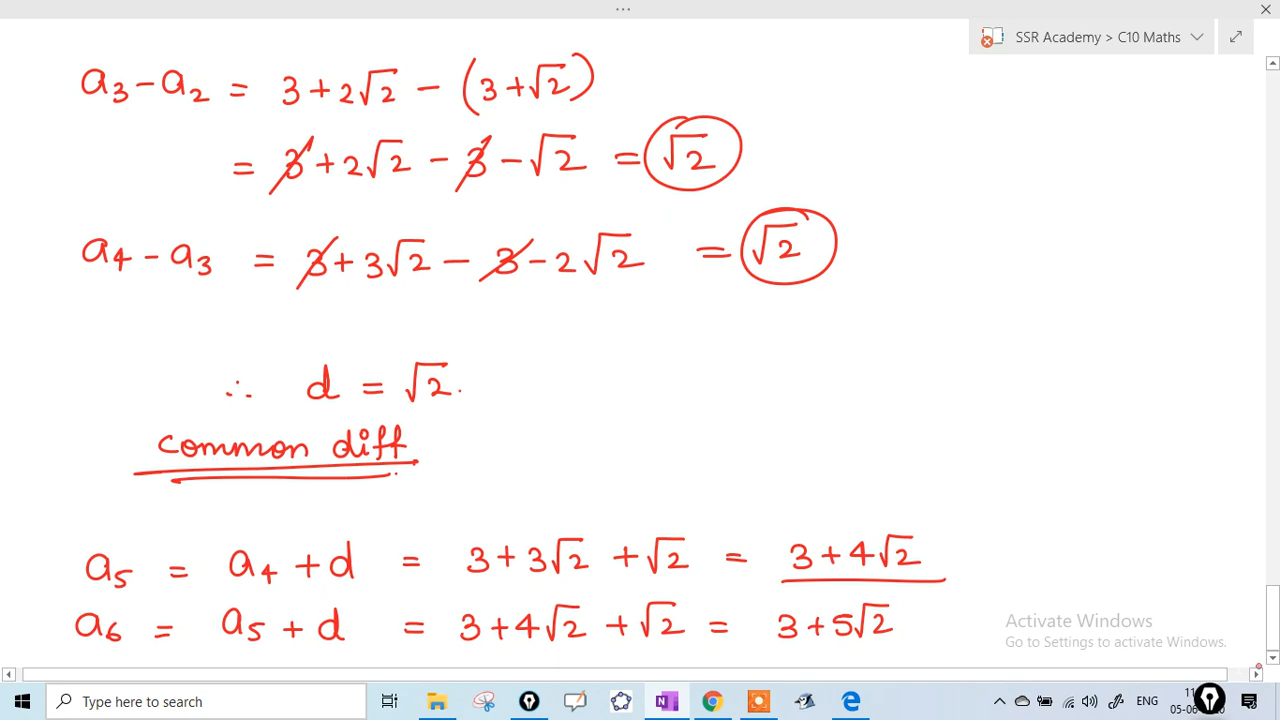 SSR Academy > C10 Maths
a₃ - a₂ = 3 + 2√2 - (3 + √2)
= 3 + 2√2 - 3 - √2 = √2
a₄ - a₃ = 3 + 3√2 - 3 - 2√2 = √2
∴ d = √2.
common diff
a₅ = a₄ + d = 3 + 3√2 + √2 = 3 + 4√2
a₆ = a₅ + d = 3 + 4√2 + √2 = 3 + 5√2
Activate Windows
Go to Settings to activate Windows.
Type here to search
ENG